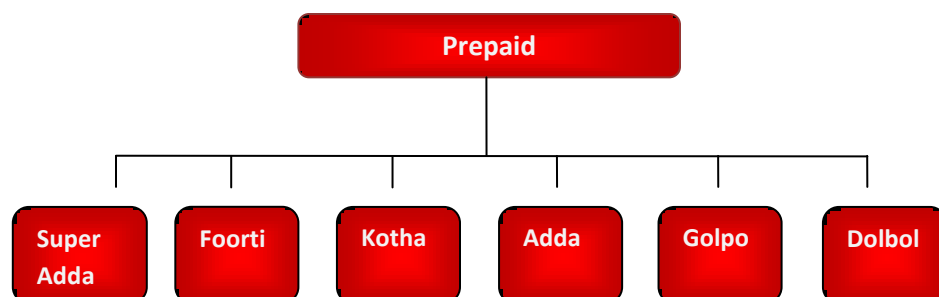 Prepaid
Super
Adda
Foorti
Kotha
Adda
Golpo
Dolbol